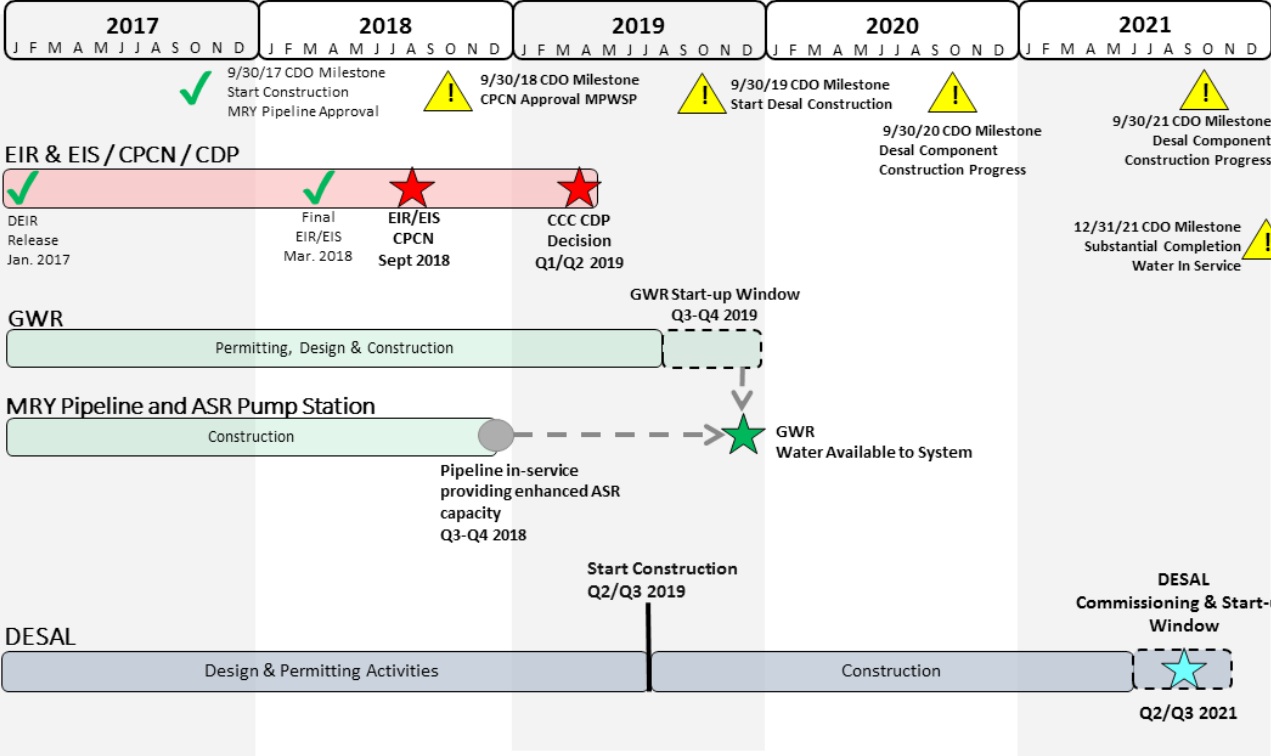 2017 2018 2019 2020 2021
J F M A M J J A S O N D J F M A M J J A S O N D J F M A M J J A S O N D J F M A M J J A S O N D J F M A M J J A S O N D
9/30/17 CDO Milestone
Start Construction
MRY Pipeline Approval
!
9/30/18 CDO Milestone
CPCN Approval MPWSP
!
9/30/19 CDO Milestone
Start Desal Construction
!
9/30/20 CDO Milestone
Desal Component
Construction Progress
!
9/30/21 CDO Milestone
Desal Component
Construction Progress
EIR & EIS / CPCN / CDP
DEIR
Release
Jan. 2017
Final
EIR/EIS
Mar. 2018
EIR/EIS
CPCN
Sept 2018
CCC CDP
Decision
Q1/Q2 2019
12/31/21 CDO Milestone
Substantial Completion
Water In Service
!
GWR Start-up Window
Q3-Q4 2019
GWR
Permitting, Design & Construction
MRY Pipeline and ASR Pump Station
Construction
GWR
Water Available to System
Pipeline in-service
providing enhanced ASR
capacity
Q3-Q4 2018
Start Construction
Q2/Q3 2019
DESAL
Commissioning & Start-
Window
DESAL
Design & Permitting Activities
Construction
Q2/Q3 2021